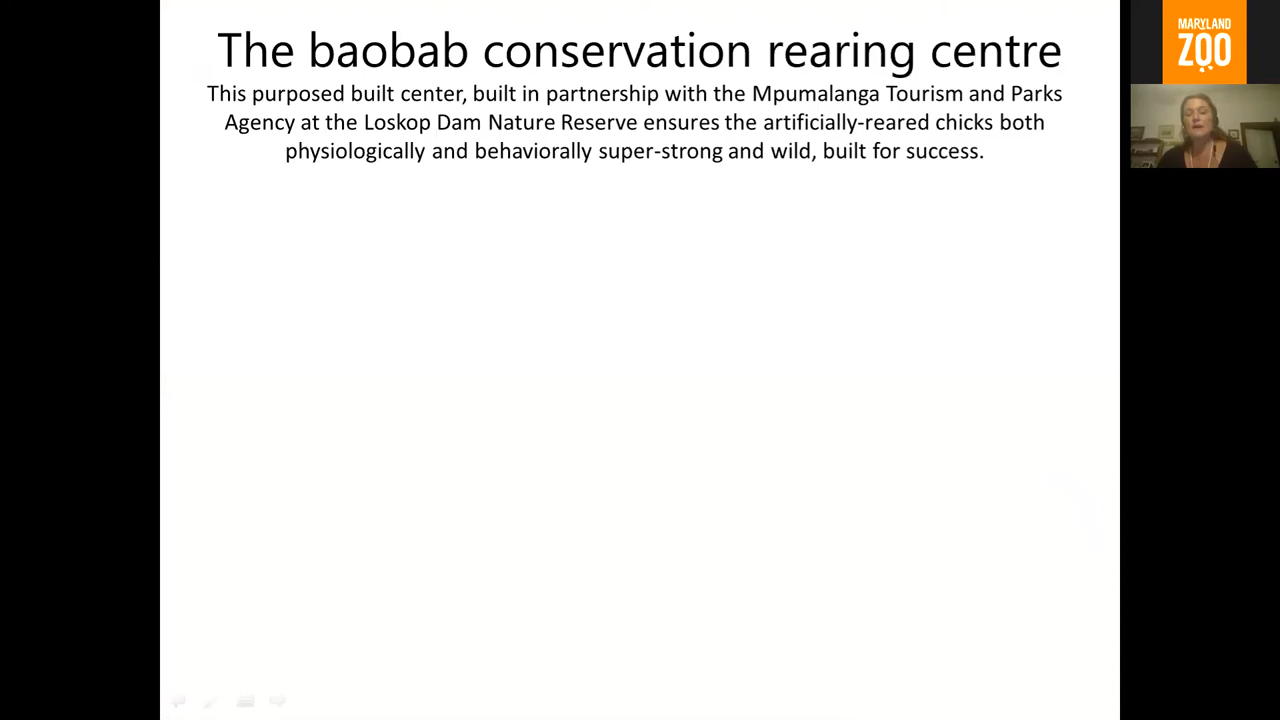 The baobab conservation rearing centre
This purposed built center, built in partnership with the Mpumalanga Tourism and Parks
Agency at the Loskop Dam Nature Reserve ensures the artificially-reared chicks both
physiologically and behaviorally super-strong and wild, built for success.
MARYLAND
ZOO